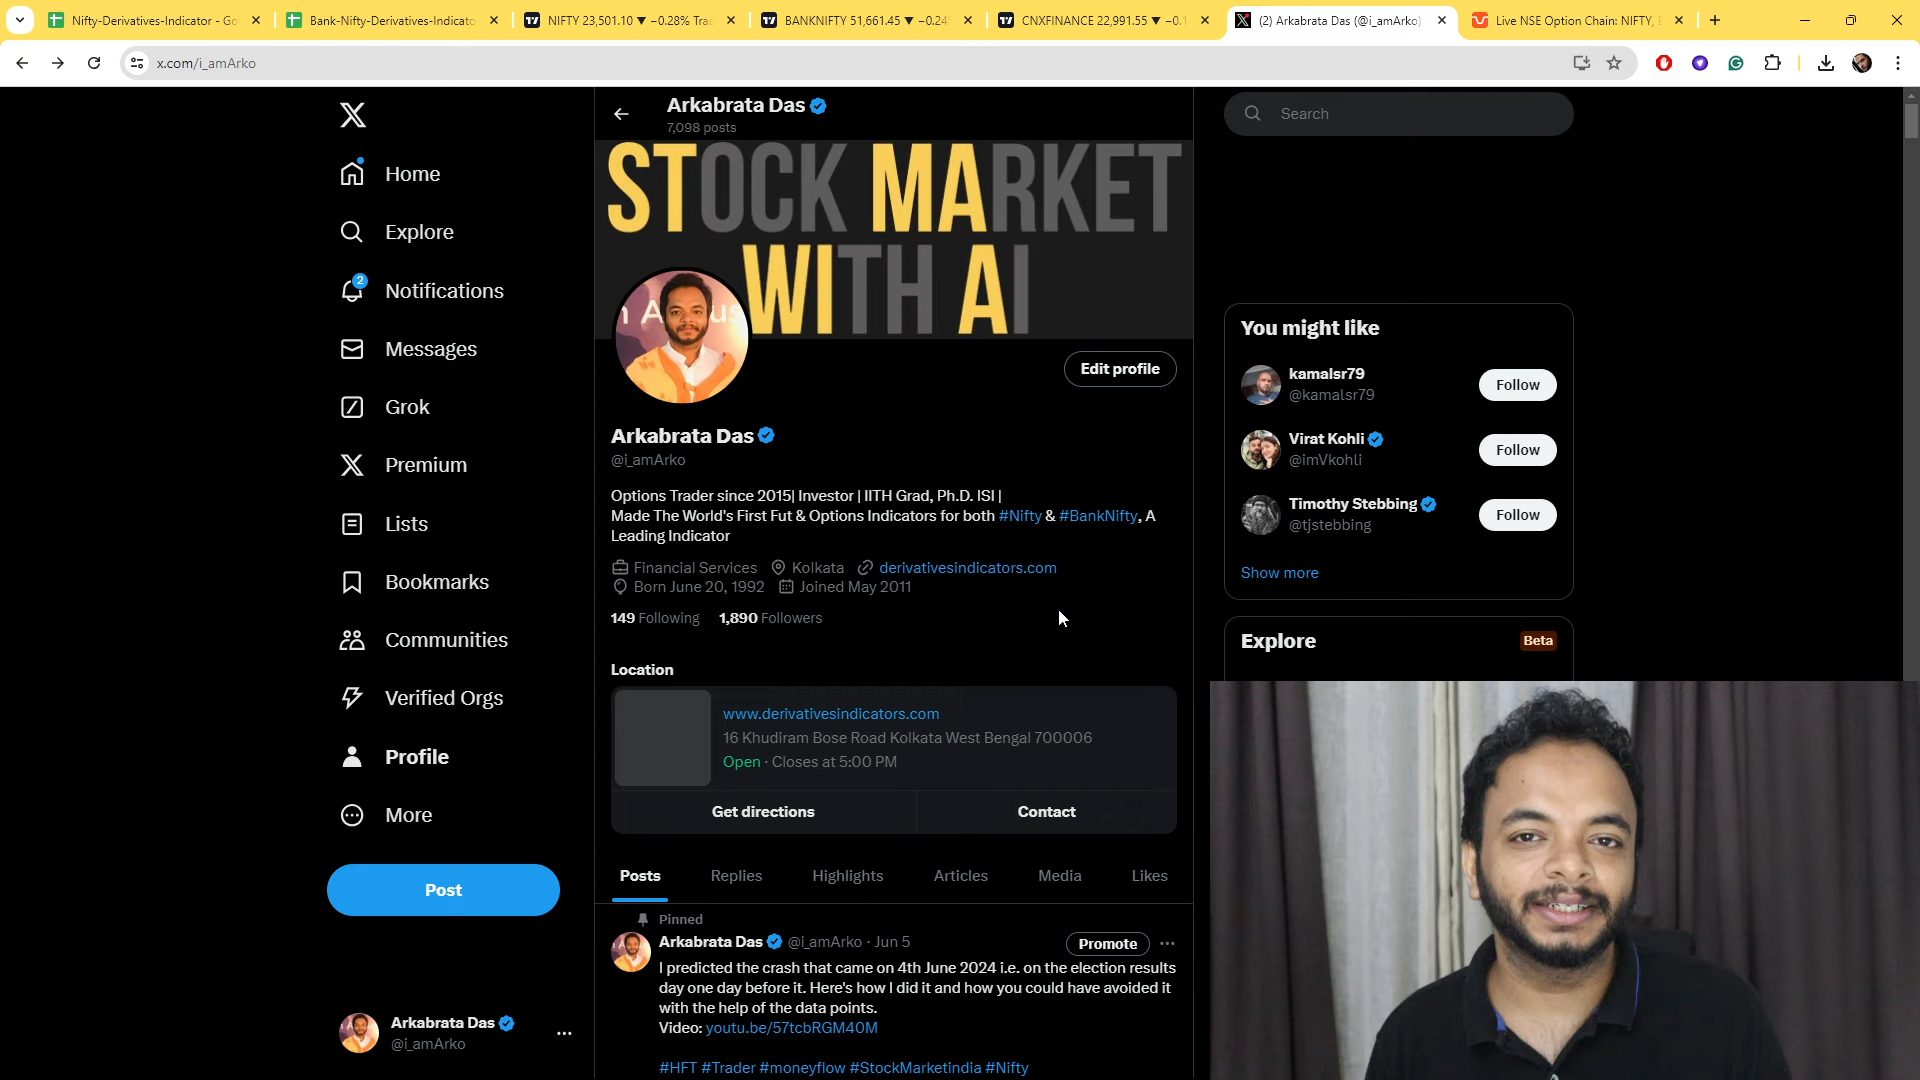 Nifty-Derivatives-Indicator - Go
Bank-Nifty-Derivatives-Indicato
NIFTY 23,501.10 ▼ −0.28% Trac
BANKNIFTY 51,661.45 ▼ −0.24
CNXFINANCE 22,991.55 ▼ −0.1
(2) Arkabrata Das (@i_amArko)
Live NSE Option Chain: NIFTY,
x.com/i_amArko
Home
Explore
2
Notifications
Messages
Grok
Premium
Lists
Bookmarks
Communities
Verified Orgs
Profile
More
Post
Arkabrata Das
@i_amArko
Arkabrata Das
7,098 posts
STOCK MARKET
WITH AI
Edit profile
Arkabrata Das
@i_amArko
Options Trader since 2015| Investor | IITH Grad, Ph.D. ISI |
Made The World's First Fut & Options Indicators for both #Nifty & #BankNifty, A
Leading Indicator
Financial Services Kolkata derivativesindicators.com
Born June 20, 1992 Joined May 2011
149 Following 1,890 Followers
Location
www.derivativesindicators.com
16 Khudiram Bose Road Kolkata West Bengal 700006
Open · Closes at 5:00 PM
Get directions Contact
Posts Replies Highlights Articles Media Likes
Pinned
Arkabrata Das @i_amArko · Jun 5
Promote
I predicted the crash that came on 4th June 2024 i.e. on the election results
day one day before it. Here's how I did it and how you could have avoided it
with the help of the data points.
Video: youtu.be/57tcbRGM40M
#HFT #Trader #moneyflow #StockMarketindia #Nifty
Search
You might like
kamalsr79
@kamalsr79
Follow
Virat Kohli
@imVkohli
Follow
Timothy Stebbing
@tjstebbing
Follow
Show more
Explore
Beta